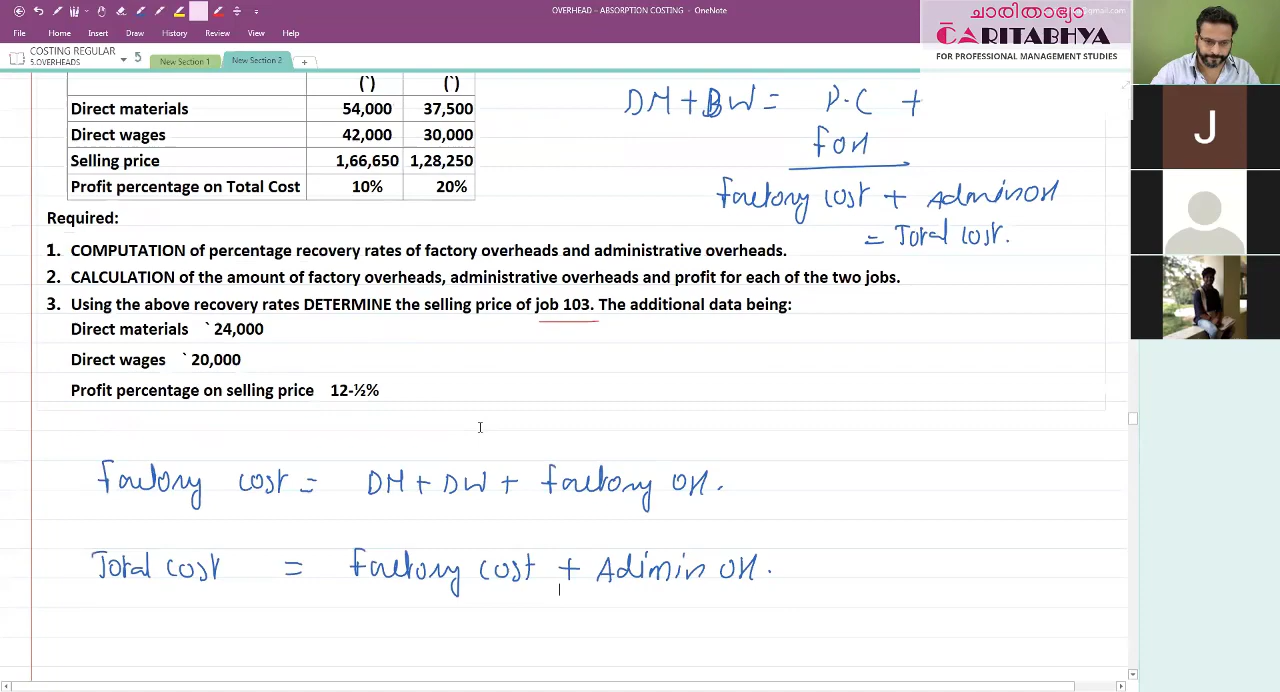 OVERHEAD – ABSORPTION COSTING - OneNote
File Home Insert Draw History Review View Help
COSTING REGULAR
5.OVERHEADS
5
New Section 1 New Section 2 +
ചാരിതാഭ്യാ
CARITABHYA
FOR PROFESSIONAL MANAGEMENT STUDIES
(`) (`)
Direct materials 54,000 37,500
Direct wages 42,000 30,000
Selling price 1,66,650 1,28,250
Profit percentage on Total Cost 10% 20%
DM + DW = P.C +
FOH
Factory cost + Admin OH
= Total cost.
Required:
1. COMPUTATION of percentage recovery rates of factory overheads and administrative overheads.
2. CALCULATION of the amount of factory overheads, administrative overheads and profit for each of the two jobs.
3. Using the above recovery rates DETERMINE the selling price of job 103. The additional data being:
Direct materials ` 24,000
Direct wages ` 20,000
Profit percentage on selling price 12-½%
Factory cost = DM + DW + Factory OH.
Total cost = Factory cost + Admin OH.
J